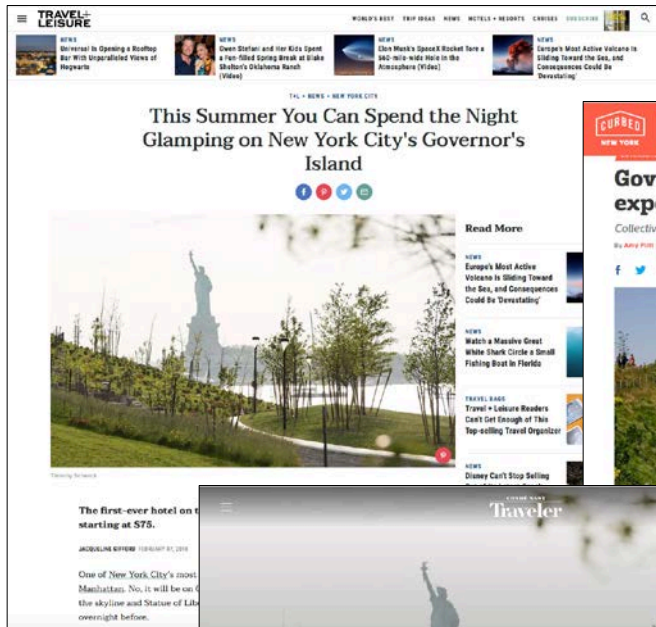 TRAVEL+
LEISURE
WORLD'S BEST TRIP IDEAS NEWS HOTELS + RESORTS CRUISES SUBSCRIBE
NEWS
Universal Is Opening a Rooftop
Bar With Unparalleled Views of
Hogwarts
NEWS
Gwen Stefani and Her Kids Spent
a Fun-filled Spring Break at Blake
Shelton's Oklahoma Ranch
(Video)
NEWS
Elon Musk's SpaceX Rocket Tore a
560-mile-wide Hole in the
Atmosphere (Video)
NEWS
Europe's Most Active Volcano Is
Sliding Toward the Sea, and
Consequences Could Be
'Devastating'
T+L > NEWS > NEW YORK CITY
This Summer You Can Spend the Night
Glamping on New York City's Governor's
Island
Read More
NEWS
Europe's Most Active
Volcano Is Sliding Toward
the Sea, and Consequences
Could Be 'Devastating'
NEWS
Watch a Massive Great
White Shark Circle a Small
Fishing Boat in Florida
TRAVEL BAGS
Travel + Leisure Readers
Can't Get Enough of This
Top-selling Travel Organizer
NEWS
Disney Can't Stop Selling
The first-ever hotel on
starting at $75.
JACQUELINE GIFFORD FEBRUARY 07, 2018
One of New York City's most
Manhattan. No, it will be on
the skyline and Statue of
overnight before.
CURBED
NEW YORK
Gov
exp
Collectiv
By Amy Plitt
CONDÉ NAST
Traveler